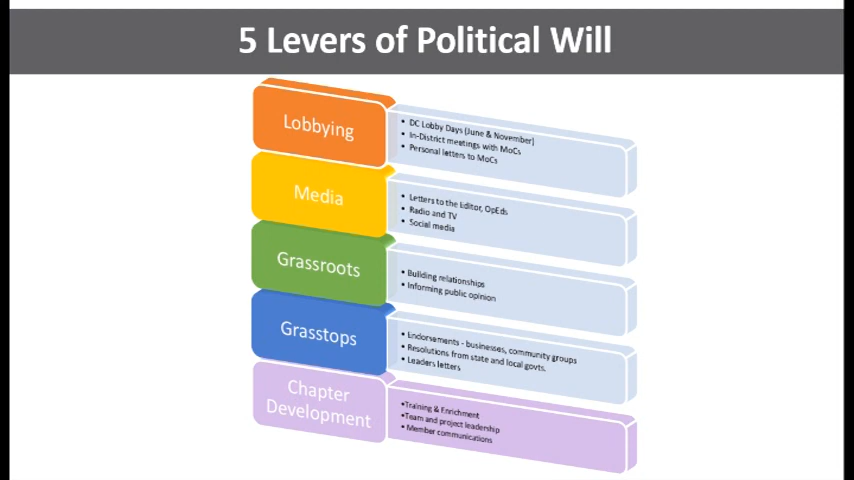 5 Levers of Political Will
Lobbying
• DC Lobby Days (June & November)
• In-District meetings with MoCs
• Personal letters to MoCs
Media
• Letters to the Editor, OpEds
• Radio and TV
• Social media
Grassroots
• Building relationships
• Informing public opinion
Grasstops
• Endorsements - businesses, community groups
• Resolutions from state and local govts.
• Leaders letters
Chapter
Development
•Training & Enrichment
•Team and project leadership
•Member communications